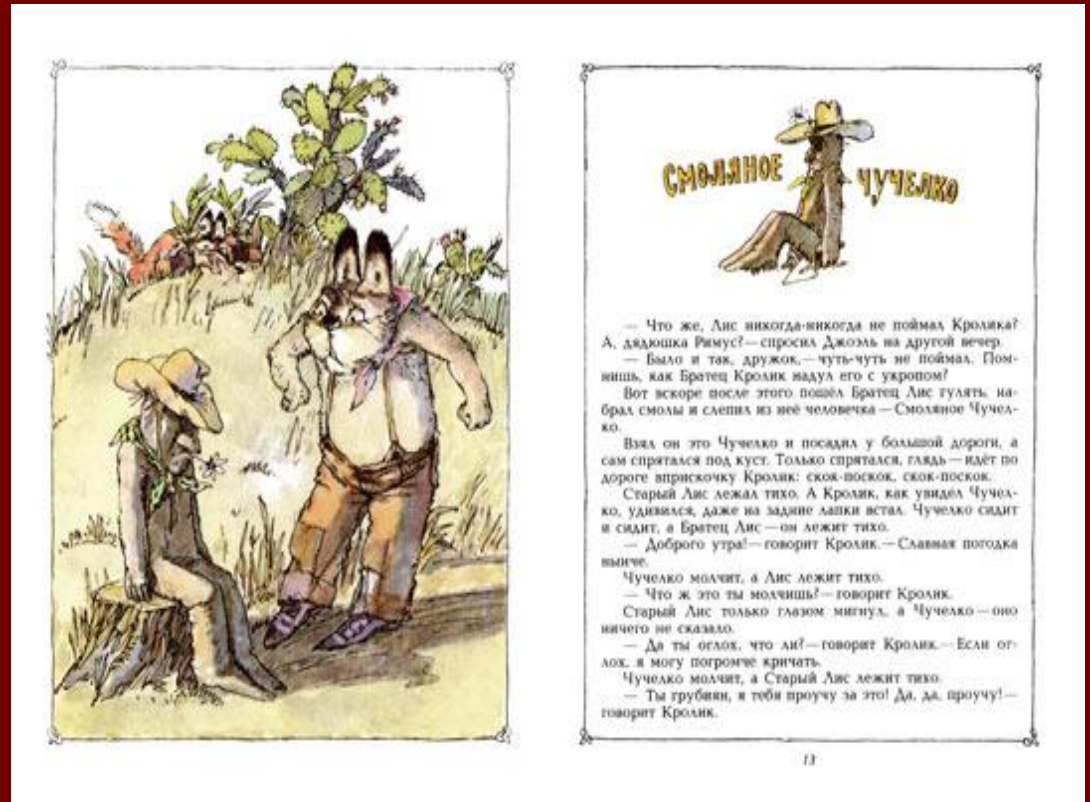 СМОЛЯНОЕ ЧУЧЕЛКО
— Что же, Лис никогда-никогда не поймал Кролика?
А, дядюшка Римус?—спросил Джоэль на другой вечер.
— Было и так, дружок,—чуть-чуть не поймал. Пом-
нишь, как Братец Кролик надул его с укропом?
Вот вскоре после этого пошёл Братец Лис гулять, на-
брал смолы и слепил из неё человечка—Смоляное Чучел-
ко.
Взял он это Чучелко и посадил у большой дороги, а
сам спрятался под куст. Только спрятался, глядь—идёт по
дороге вприскочку Кролик: скок-поскок, скок-поскок.
Старый Лис лежал тихо. А Кролик, как увидел Чучел-
ко, удивился, даже на задние лапки встал. Чучелко сидит
и сидит, а Братец Лис—он лежит тихо.
— Доброго утра!—говорит Кролик.—Славная погодка
нынче.
Чучелко молчит, а Лис лежит тихо.
— Что ж это ты молчишь?—говорит Кролик.
Старый Лис только глазом мигнул, а Чучелко—оно
ничего не сказало.
— Да ты оглох, что ли?—говорит Кролик.—Если ог-
лох, я могу погромче кричать.
Чучелко молчит, а Старый Лис лежит тихо.
— Ты грубиян, я тебя проучу за это! Да, да, проучу!—
говорит Кролик.
13